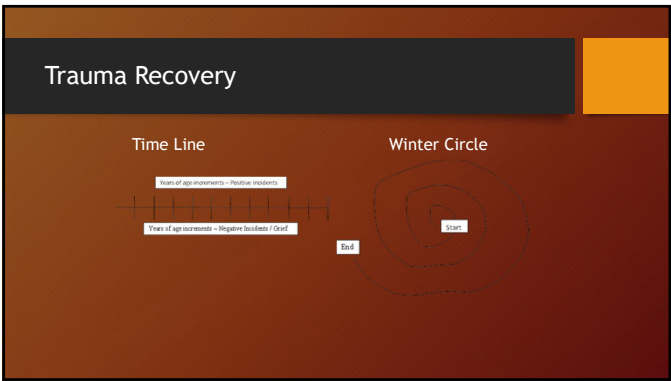 Trauma Recovery
Time Line
Years of age increments – Positive Incidents
Years of age increments – Negative Incidents / Grief
Winter Circle
Start
End